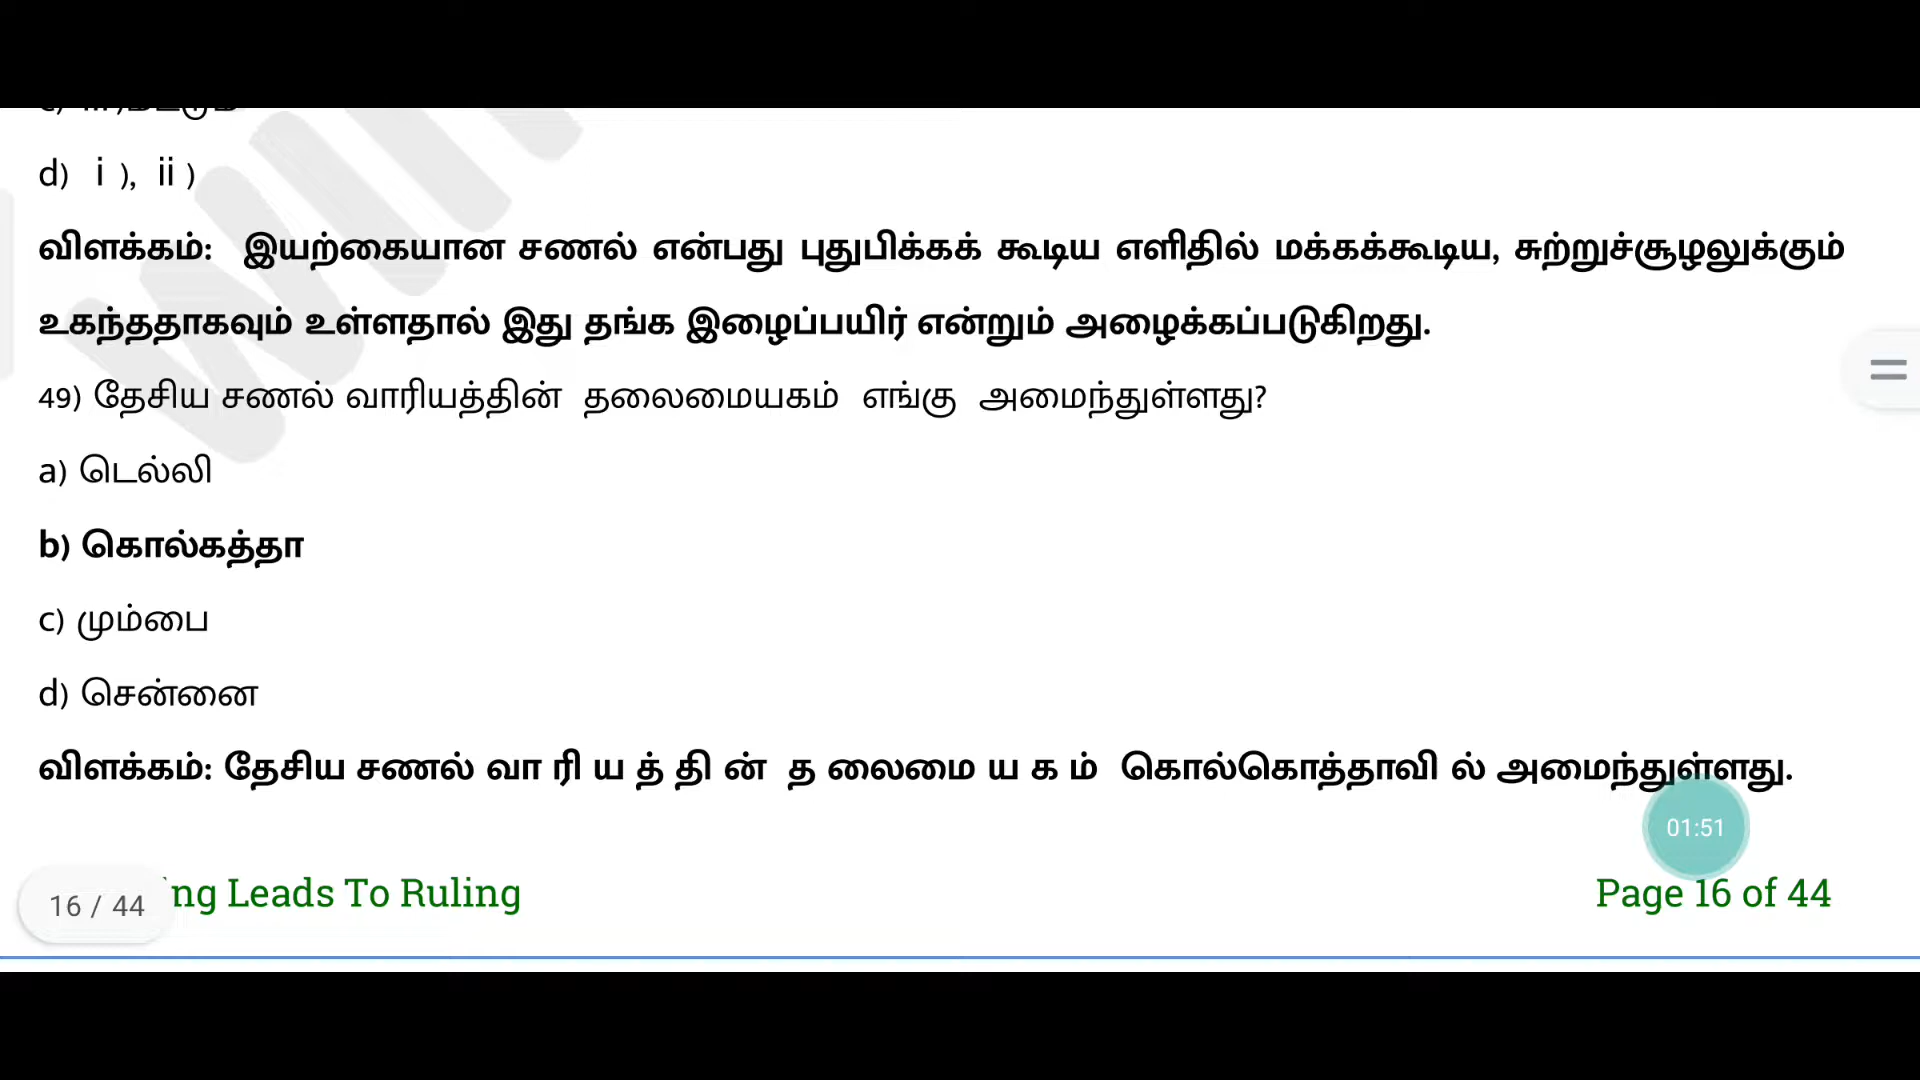 d) i ), ii )
விளக்கம்: இயற்கையான சணல் என்பது புதுபிக்கக் கூடிய எளிதில் மக்கக்கூடிய, சுற்றுச்சூழலுக்கும்
உகந்ததாகவும் உள்ளதால் இது தங்க இழைப்பயிர் என்றும் அழைக்கப்படுகிறது.
49) தேசிய சணல் வாரியத்தின் தலைமையகம் எங்கு அமைந்துள்ளது?
a) டெல்லி
b) கொல்கத்தா
c) மும்பை
d) சென்னை
விளக்கம்: தேசிய சணல் வா ரி ய த் தி ன் த லைமை ய க ம் கொல்கொத்தாவி ல் அமைந்துள்ளது.
01:51
16 / 44
ng Leads To Ruling
Page 16 of 44